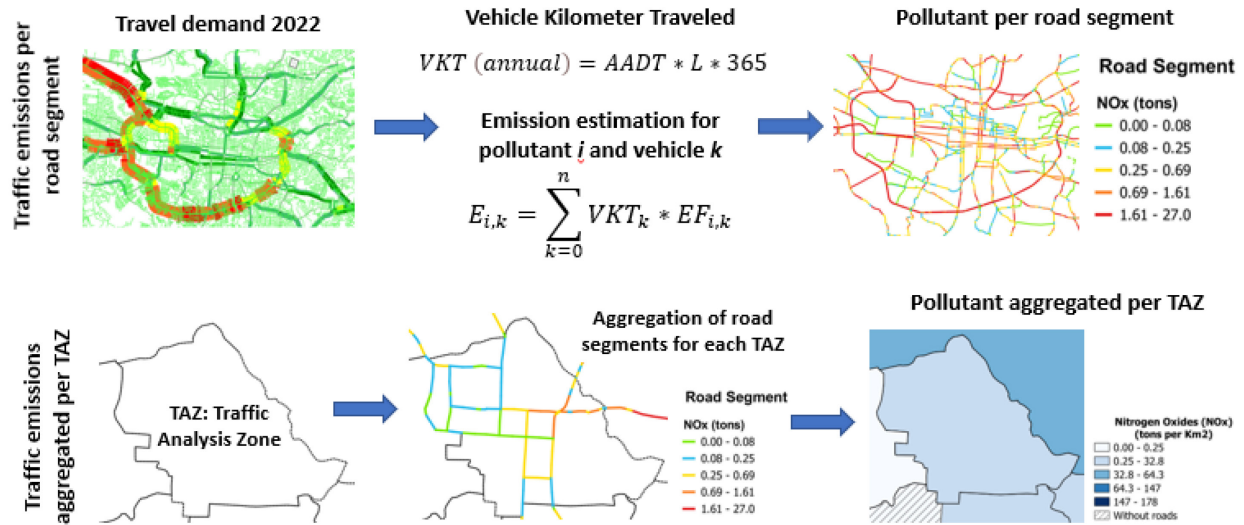 Traffic emissions per
road segment
Travel demand 2022
Vehicle Kilometer Traveled
VKT (annual) = AADT * L * 365
Emission estimation for
pollutant i and vehicle k
E_{i,k} = \sum_{k=0}^{n} VKT_k * EF_{i,k}
Pollutant per road segment
Road Segment
NOx (tons)
0.00 - 0.08
0.08 - 0.25
0.25 - 0.69
0.69 - 1.61
1.61 - 27.0
Traffic emissions
aggregated per TAZ
TAZ: Traffic
Analysis Zone
Aggregation of road
segments for each TAZ
Road Segment
NOx (tons)
0.00 - 0.08
0.08 - 0.25
0.25 - 0.69
0.69 - 1.61
1.61 - 27.0
Pollutant aggregated per TAZ
Nitrogen Oxides (NOx)
(tons per Km2)
0.00 - 0.25
0.25 - 32.8
32.8 - 64.3
64.3 - 147
147 - 178
Without roads